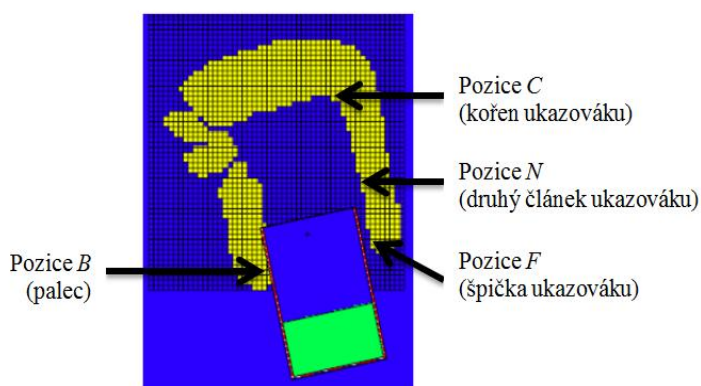 Pozice C
(kořen ukazováku)
Pozice N
(druhý článek ukazováku)
Pozice B
(palec)
Pozice F
(špička ukazováku)